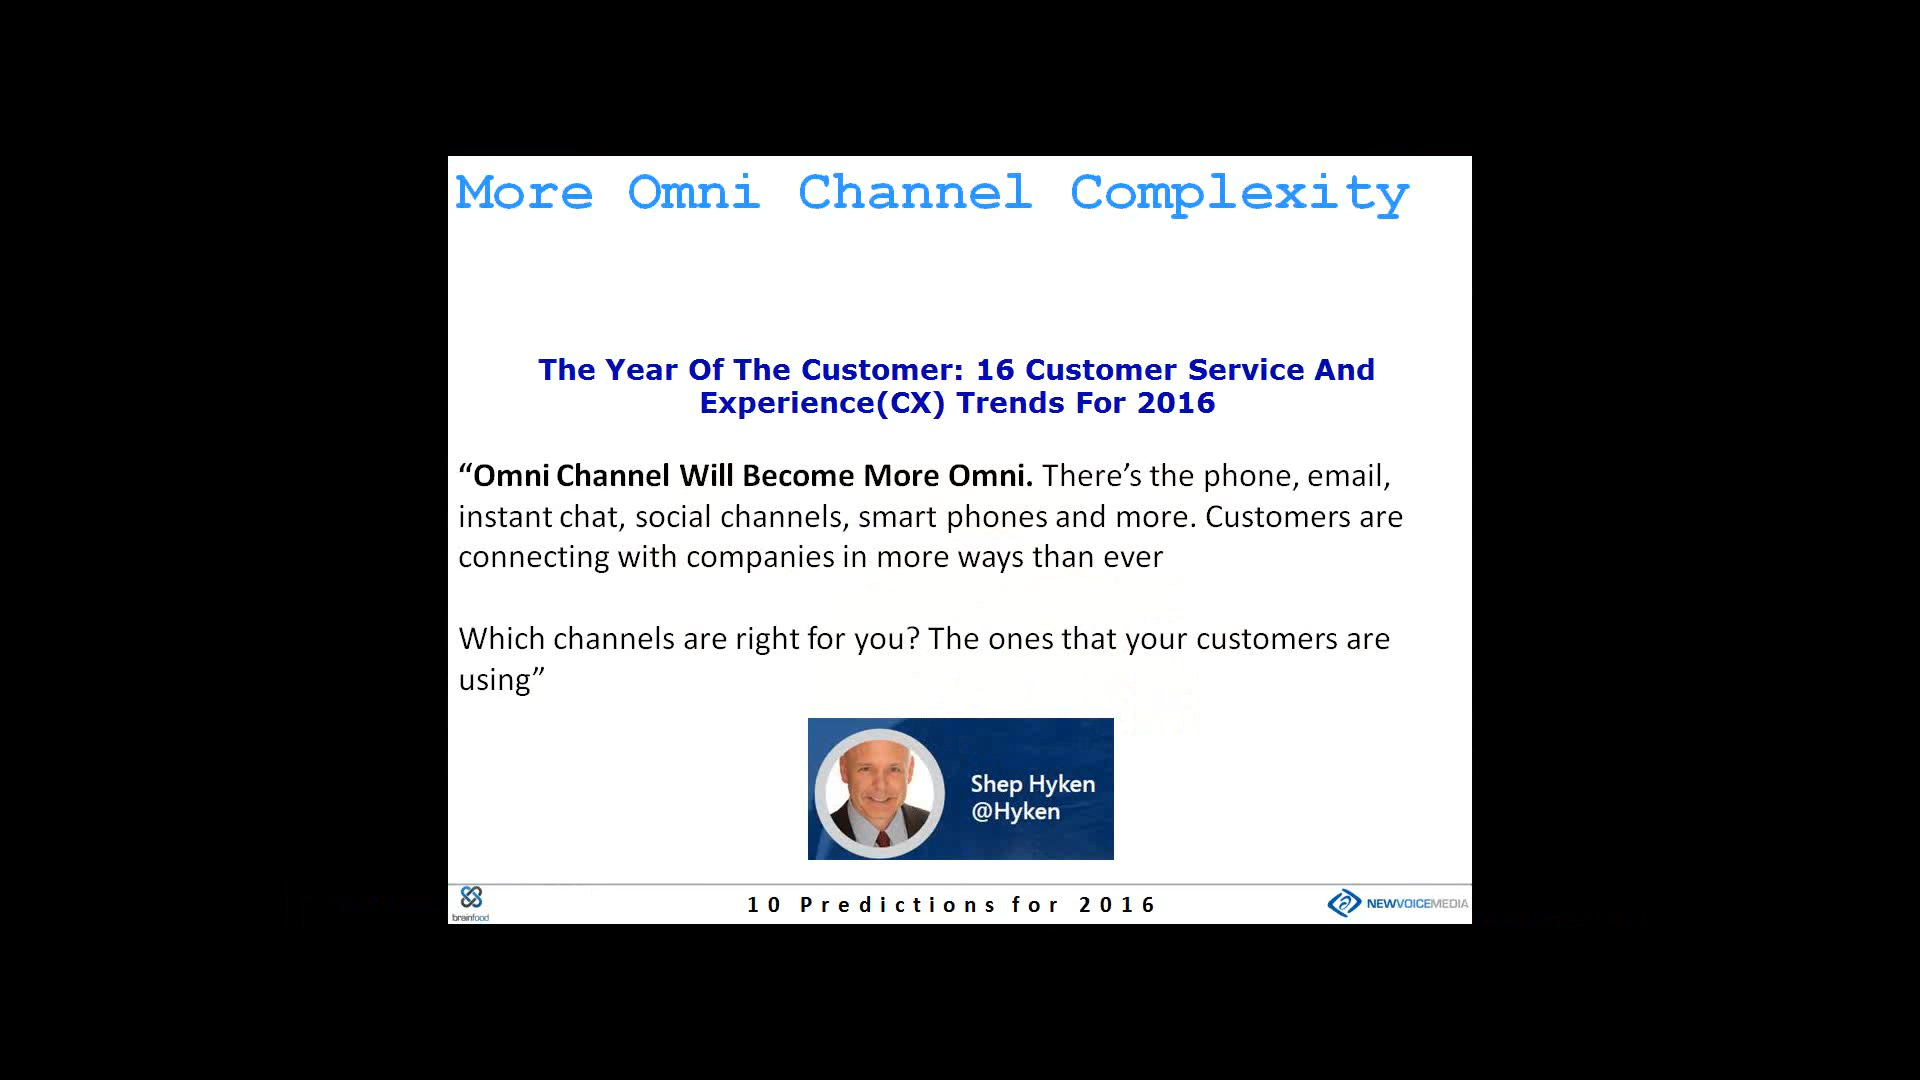 More Omni Channel Complexity
The Year Of The Customer: 16 Customer Service And
Experience(CX) Trends For 2016
“Omni Channel Will Become More Omni. There’s the phone, email,
instant chat, social channels, smart phones and more. Customers are
connecting with companies in more ways than ever
Which channels are right for you? The ones that your customers are
using”
Shep Hyken
@Hyken
brainfood
10 Predictions for 2016
NEWVOICEMEDIA